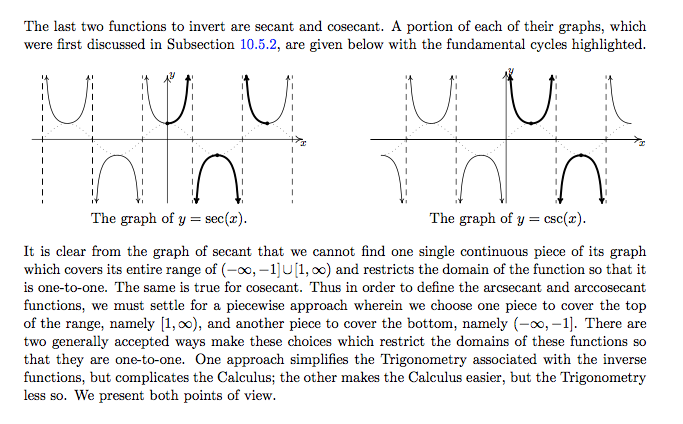 The last two functions to invert are secant and cosecant. A portion of each of their graphs, which
were first discussed in Subsection 10.5.2, are given below with the fundamental cycles highlighted.
y
x
y
x
The graph of y = sec(x).
The graph of y = csc(x).
It is clear from the graph of secant that we cannot find one single continuous piece of its graph
which covers its entire range of (−∞, −1] ∪ [1, ∞) and restricts the domain of the function so that it
is one-to-one. The same is true for cosecant. Thus in order to define the arcsecant and arccosecant
functions, we must settle for a piecewise approach wherein we choose one piece to cover the top
of the range, namely [1, ∞), and another piece to cover the bottom, namely (−∞, −1]. There are
two generally accepted ways make these choices which restrict the domains of these functions so
that they are one-to-one. One approach simplifies the Trigonometry associated with the inverse
functions, but complicates the Calculus; the other makes the Calculus easier, but the Trigonometry
less so. We present both points of view.